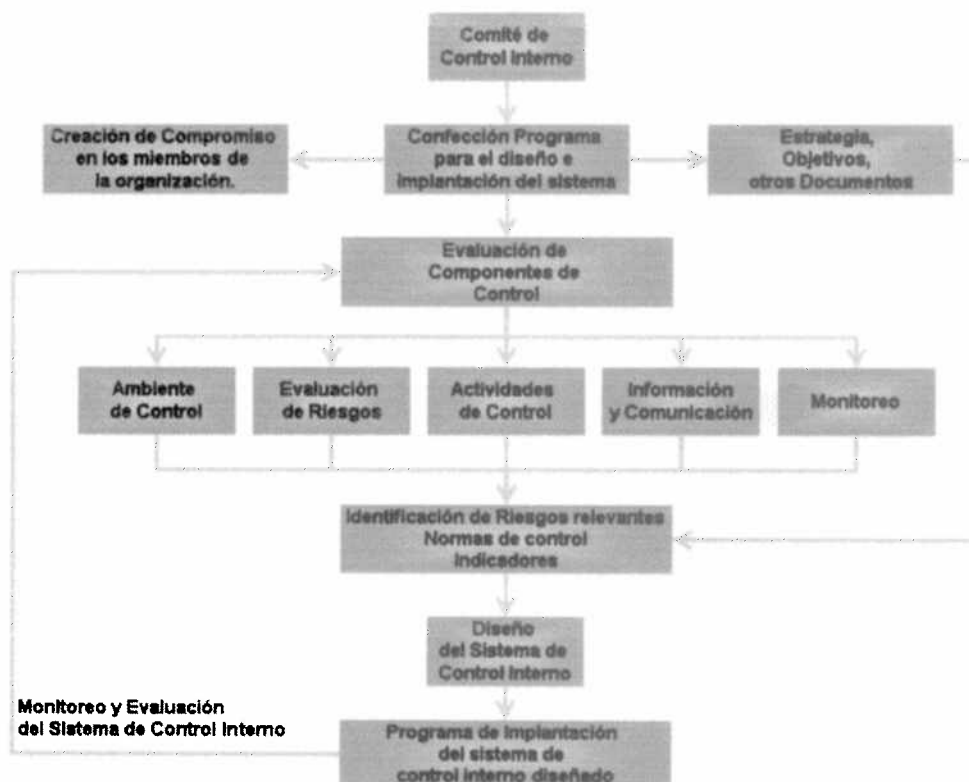 Comité de
Control Interno
Creación de Compromiso
en los miembros de
la organización.
Confección Programa
para el diseño e
implantación del sistema
Estrategia,
Objetivos,
otros Documentos
Evaluación de
Componentes de
Control
Ambiente
de Control
Evaluación
de Riesgos
Actividades
de Control
Información
y Comunicación
Monitoreo
Identificación de Riesgos relevantes
Normas de control
Indicadores
Diseño
del Sistema de
Control Interno
Monitoreo y Evaluación
del Sistema de Control Interno
Programa de Implantación
del sistema de
control interno diseñado